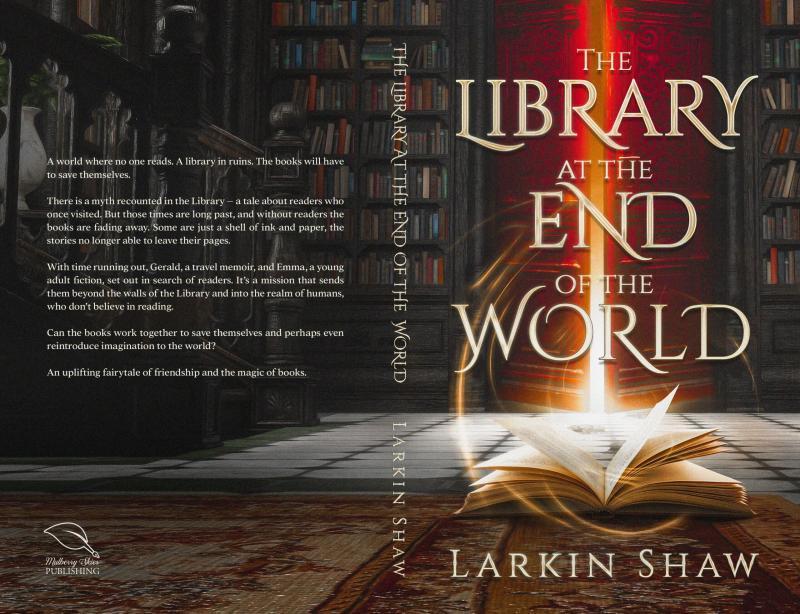 A world where no one reads. A library in ruins. The books will have
to save themselves.
There is a myth recounted in the Library – a tale about readers who
once visited. But those times are long past, and without readers the
books are fading away. Some are just a shell of ink and paper, the
stories no longer able to leave their pages.
With time running out, Gerald, a travel memoir, and Emma, a young
adult fiction, set out in search of readers. It's a mission that sends
them beyond the walls of the Library and into the realm of humans,
who don't believe in reading.
Can the books work together to save themselves and perhaps even
reintroduce imagination to the world?
An uplifting fairytale of friendship and the magic of books.
Mulberry Skies
PUBLISHING
THE LIBRARY AT THE END OF THE WORLD
LARKIN SHAW
THE
LIBRARY
AT THE
END
OF THE
WORLD
LARKIN SHAW